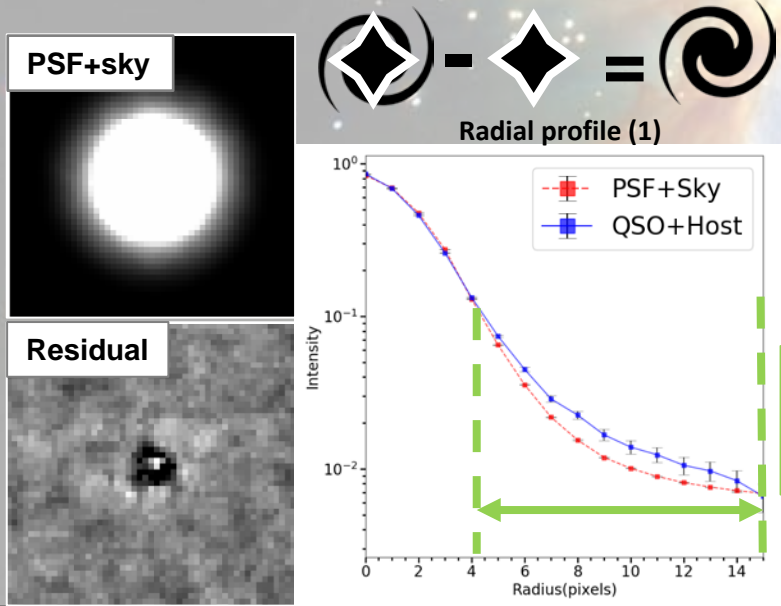 PSF+sky
Radial profile (1)
Residual
PSF+Sky
QSO+Host
Intensity
10⁰
10⁻¹
10⁻²
0 2 4 6 8 10 12 14
Radius(pixels)